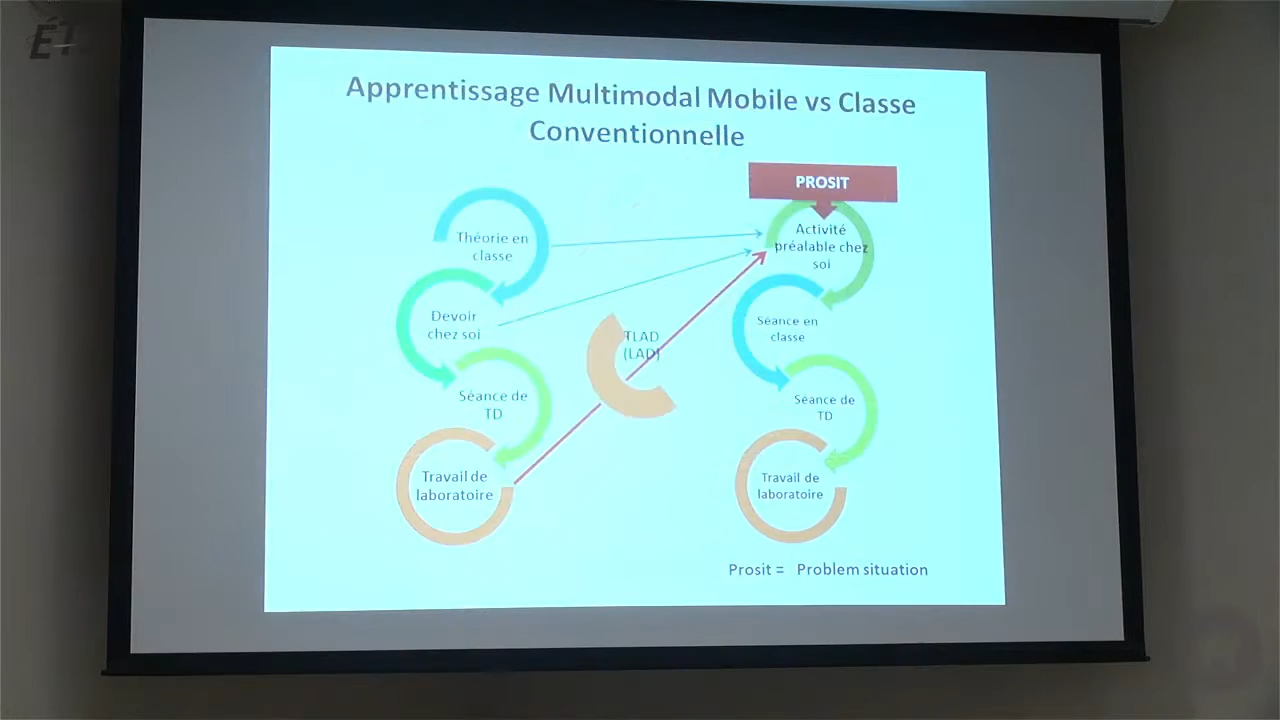 Apprentissage Multimodal Mobile vs Classe
Conventionnelle
PROSIT
Théorie en
classe
Devoir
chez soi
Séance de
TD
Travail de
laboratoire
TLAD
(LAD)
Activité
préalable chez
soi
Séance en
classe
Séance de
TD
Travail de
laboratoire
Prosit = Problem situation